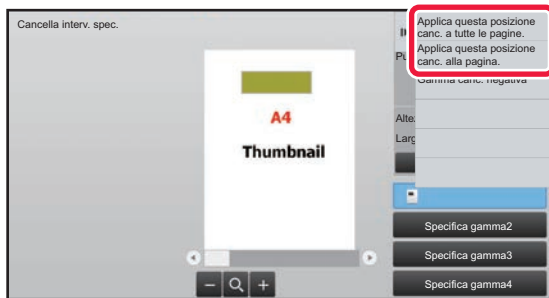 Cancella interv. spec.
Applica questa posizione
canc. a tutte le pagine.
Applica questa posizione
canc. alla pagina.
Gamma canc. negativa
A4
Thumbnail
Specifica gamma2
Specifica gamma3
Specifica gamma4